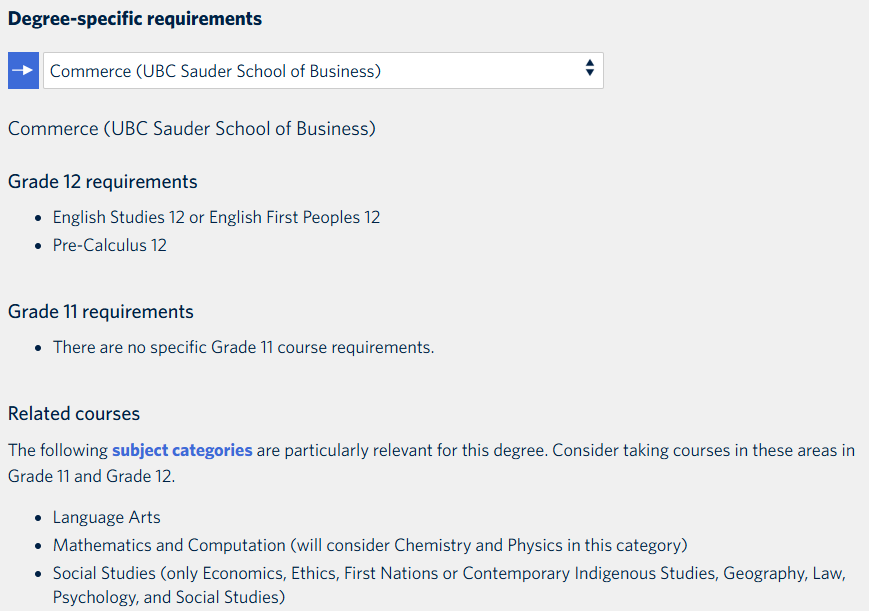 Degree-specific requirements
Commerce (UBC Sauder School of Business)
Commerce (UBC Sauder School of Business)
Grade 12 requirements
English Studies 12 or English First Peoples 12
Pre-Calculus 12
Grade 11 requirements
There are no specific Grade 11 course requirements.
Related courses
The following subject categories are particularly relevant for this degree. Consider taking courses in these areas in
Grade 11 and Grade 12.
Language Arts
Mathematics and Computation (will consider Chemistry and Physics in this category)
Social Studies (only Economics, Ethics, First Nations or Contemporary Indigenous Studies, Geography, Law,
Psychology, and Social Studies)